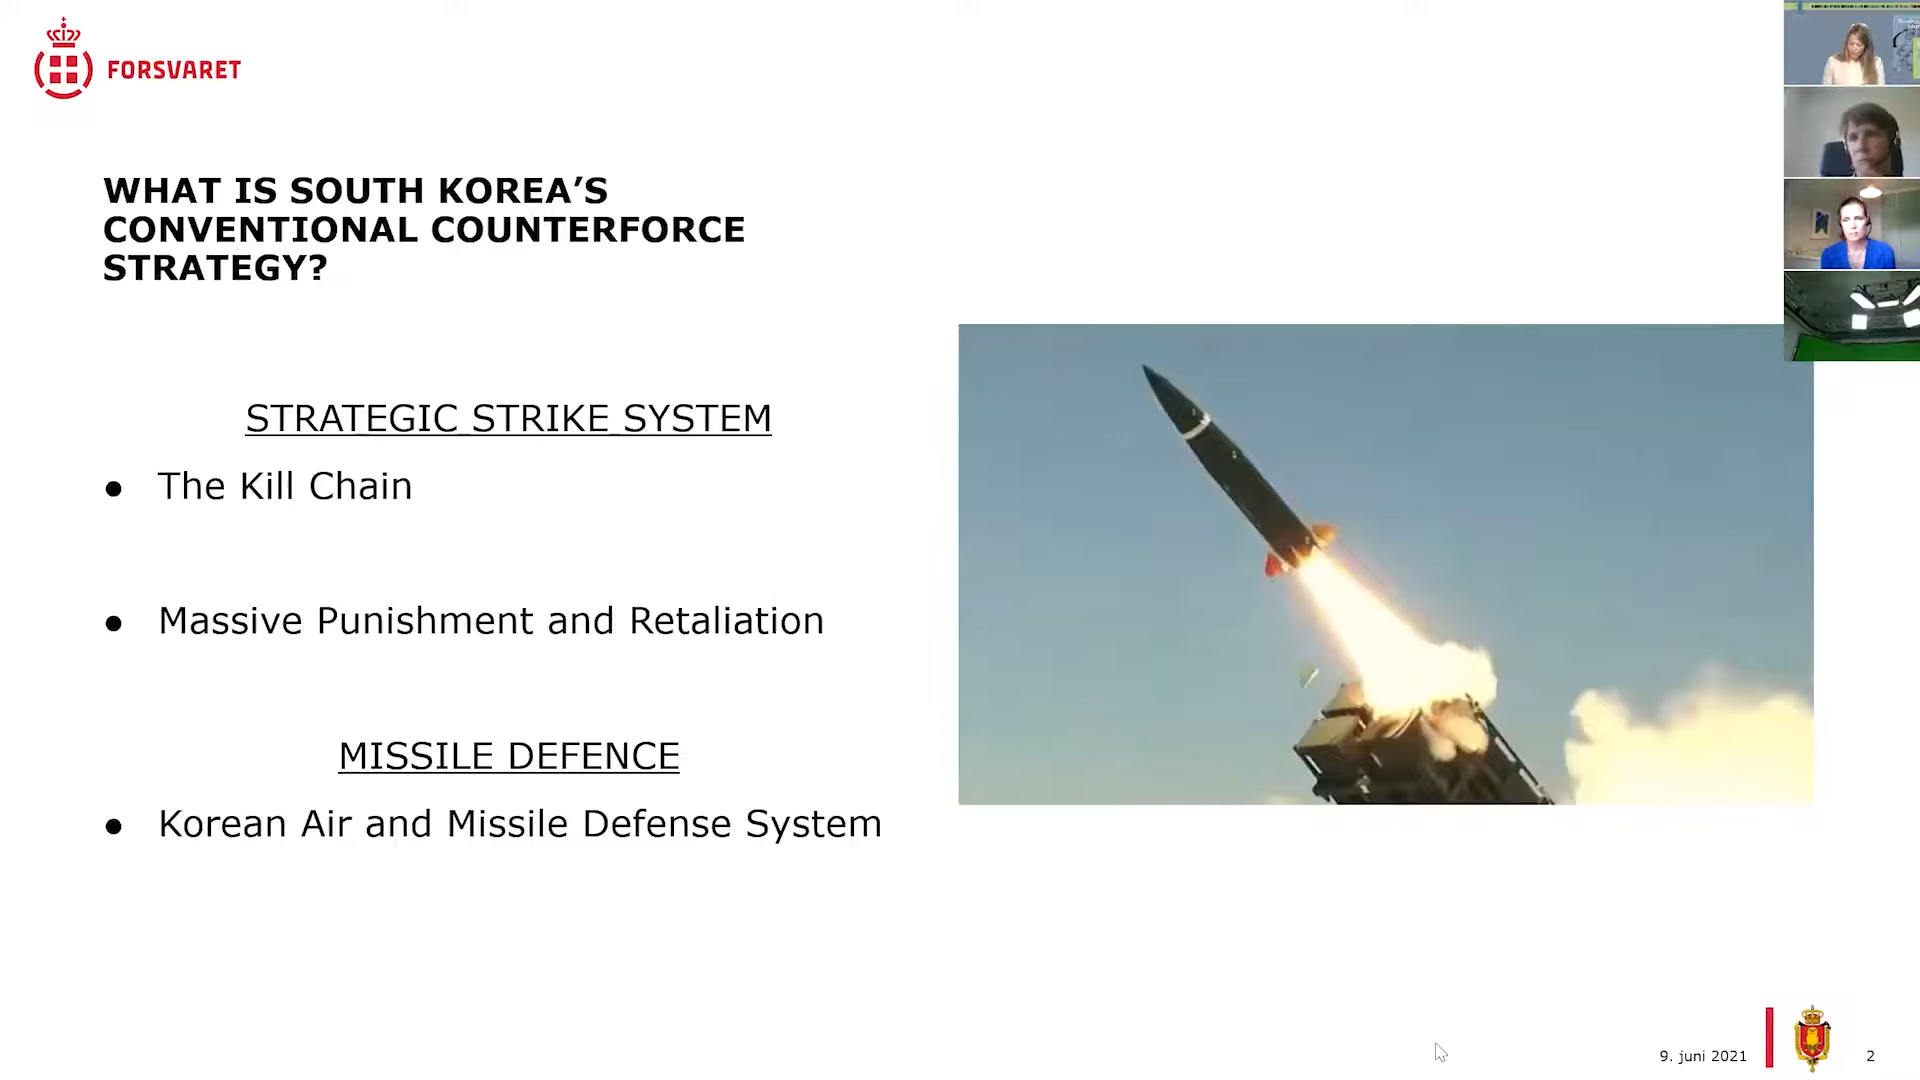 FORSVARET
WHAT IS SOUTH KOREA’S
CONVENTIONAL COUNTERFORCE
STRATEGY?
STRATEGIC STRIKE SYSTEM
● The Kill Chain
● Massive Punishment and Retaliation
MISSILE DEFENCE
● Korean Air and Missile Defense System
9. juni 2021
2